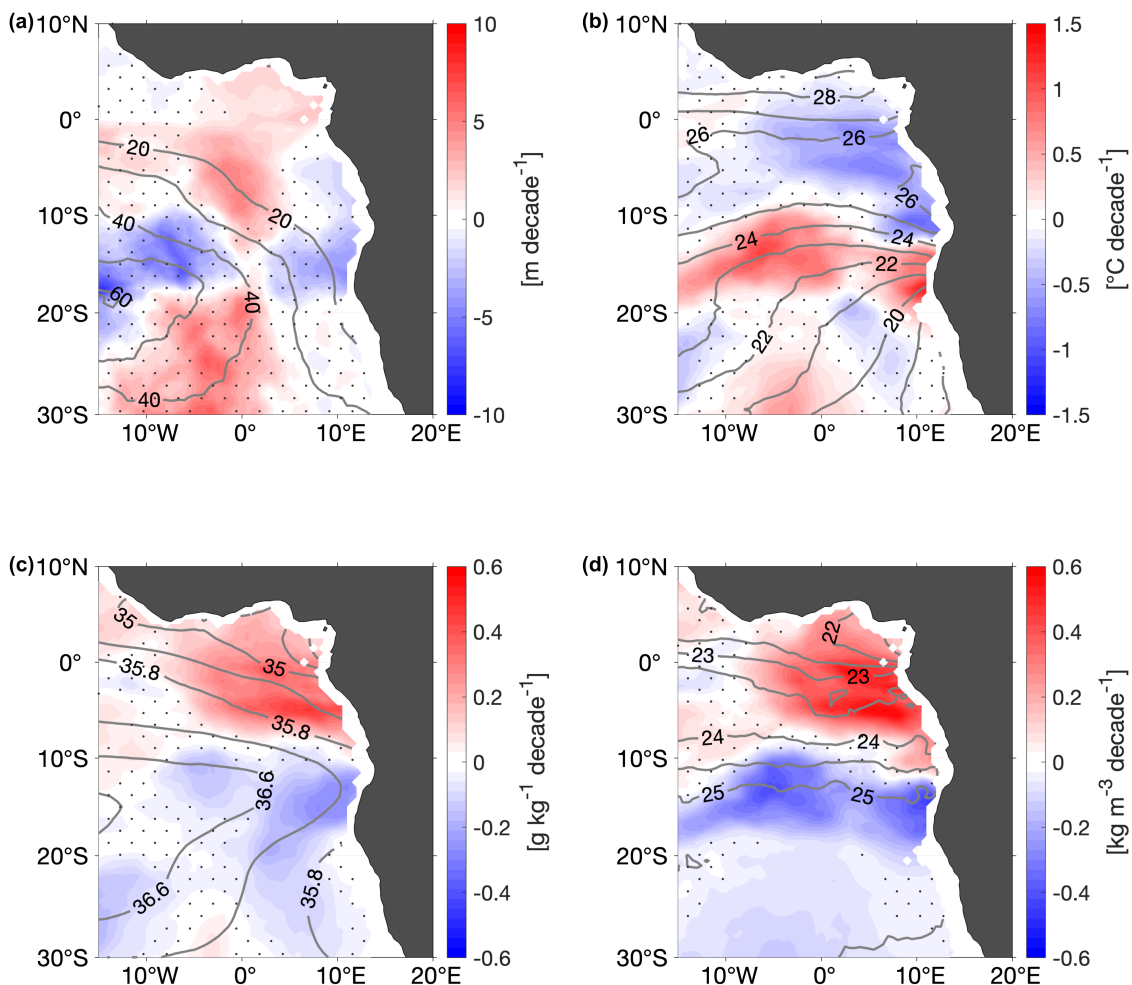 (a)
10°N
0°
10°S
20°S
30°S
10°W 0° 10°E 20°E
20
20
40
40
60
40
10
5
0
-5
-10
[m decade⁻¹]
(b)
10°N
0°
10°S
20°S
30°S
10°W 0° 10°E 20°E
28
26
26
26
24
24
22
22
20
1.5
1
0.5
0
-0.5
-1
-1.5
[°C decade⁻¹]
(c)
10°N
0°
10°S
20°S
30°S
10°W 0° 10°E 20°E
35
35
35.8
35.8
36.6
36.6
35.8
0.6
0.4
0.2
0
-0.2
-0.4
-0.6
[g kg⁻¹ decade⁻¹]
(d)
10°N
0°
10°S
20°S
30°S
10°W 0° 10°E 20°E
22
23
23
24
24
25
25
0.6
0.4
0.2
0
-0.2
-0.4
-0.6
[kg m⁻³ decade⁻¹]